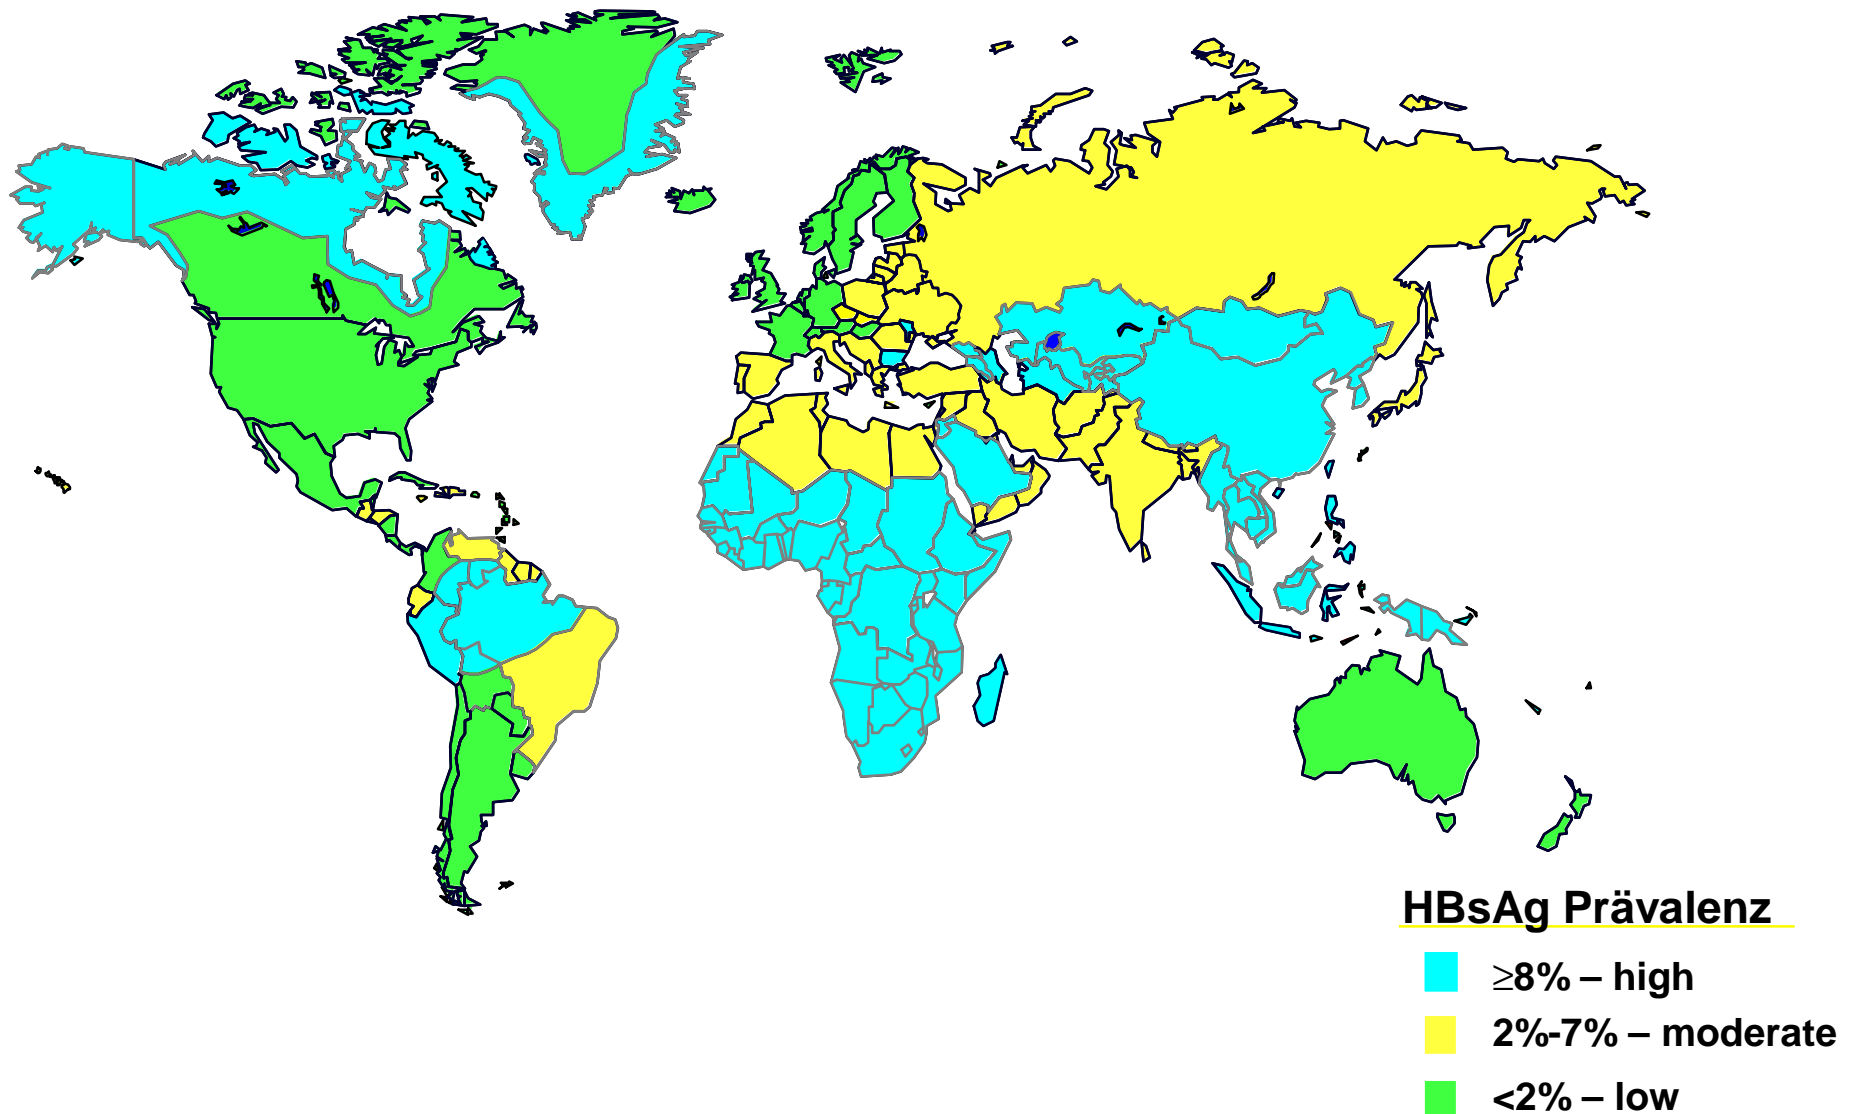 HBsAg Prävalenz
≥8% – high
2%-7% – moderate
<2% – low